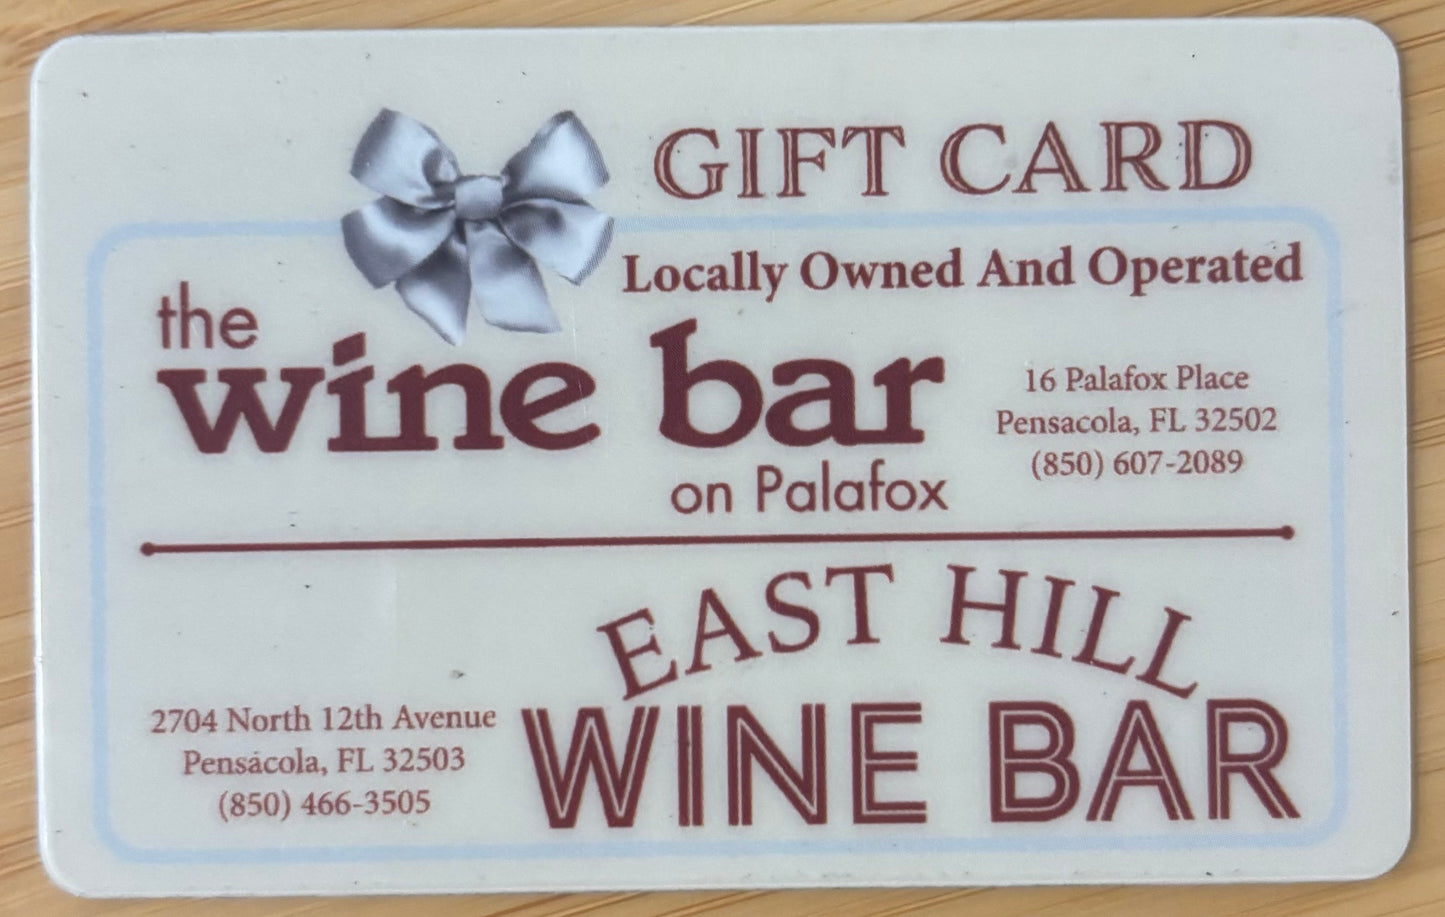 GIFT CARD
Locally Owned And Operated
the
wine bar
on Palafox
16 Palafox Place
Pensacola, FL 32502
(850) 607-2089
EAST HILL
WINE BAR
2704 North 12th Avenue
Pensacola, FL 32503
(850) 466-3505